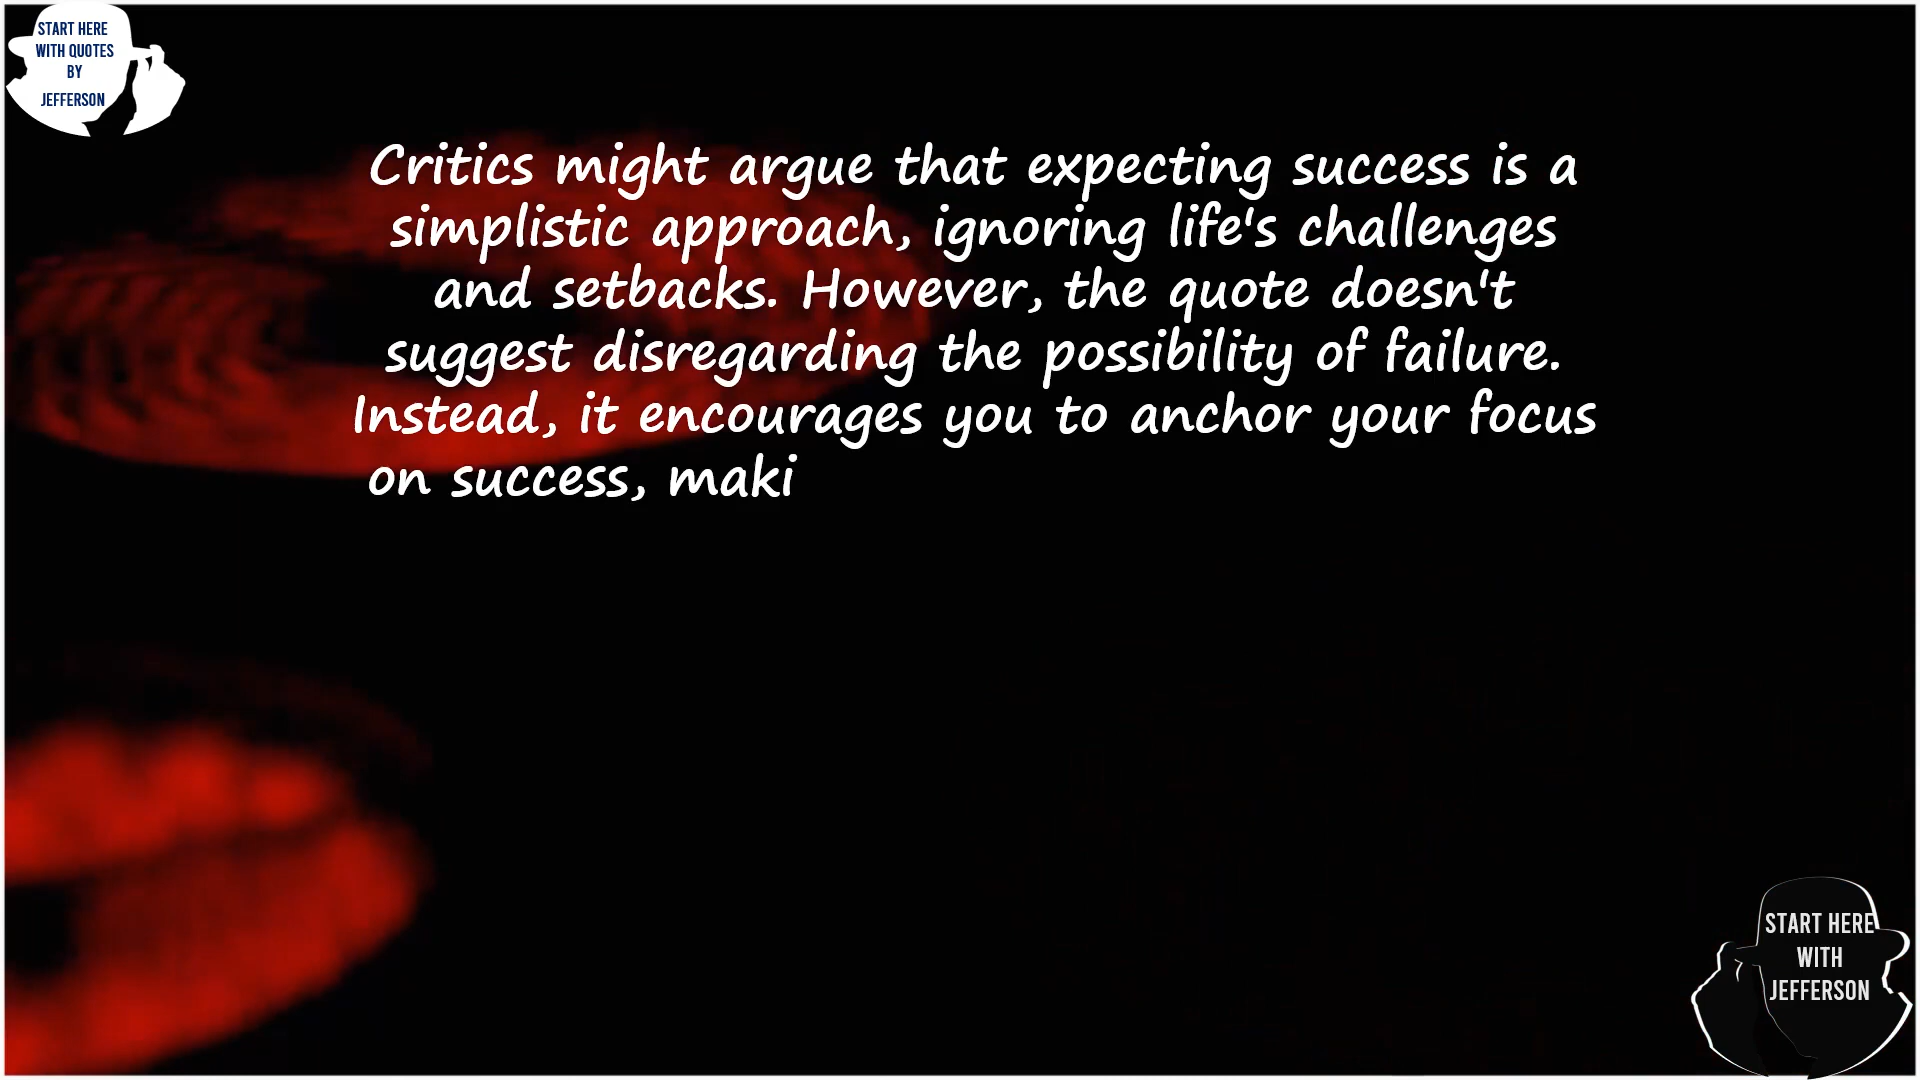 START HERE
WITH QUOTES
BY
JEFFERSON
Critics might argue that expecting success is a
simplistic approach, ignoring life's challenges
and setbacks. However, the quote doesn't
suggest disregarding the possibility of failure.
Instead, it encourages you to anchor your focus
on success, maki
START HERE
WITH
JEFFERSON